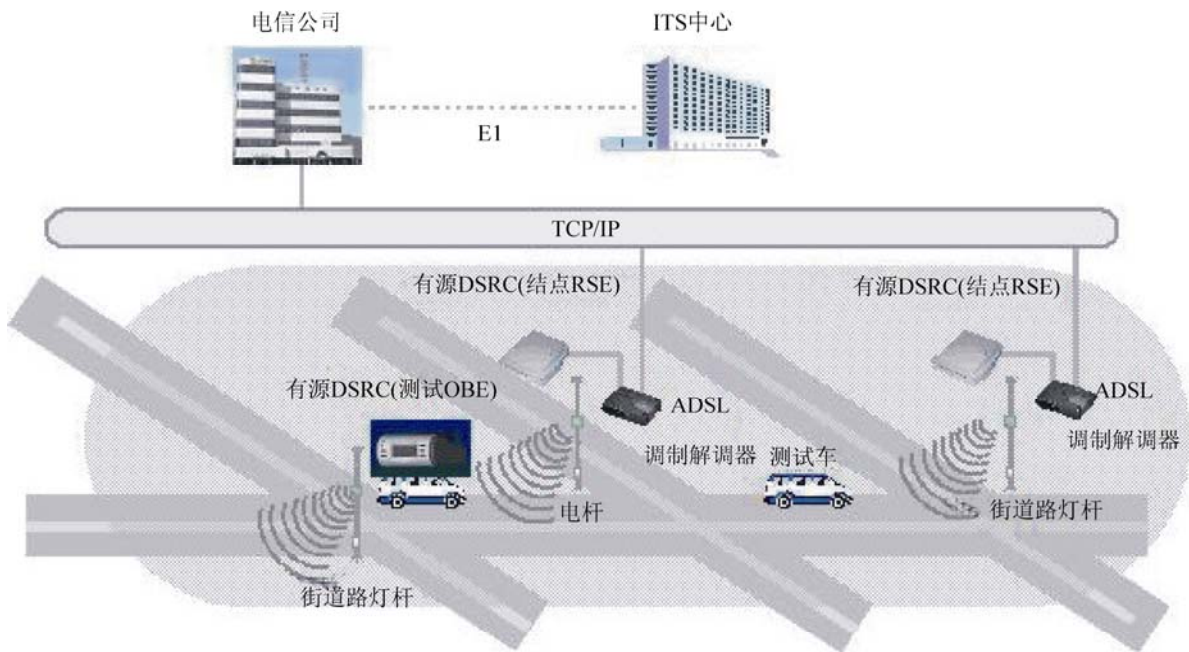 电信公司
ITS中心
E1
TCP/IP
有源DSRC(结点RSE)
有源DSRC(结点RSE)
有源DSRC(测试OBE)
ADSL
调制解调器
ADSL
调制解调器
测试车
电杆
街道路灯杆
街道路灯杆